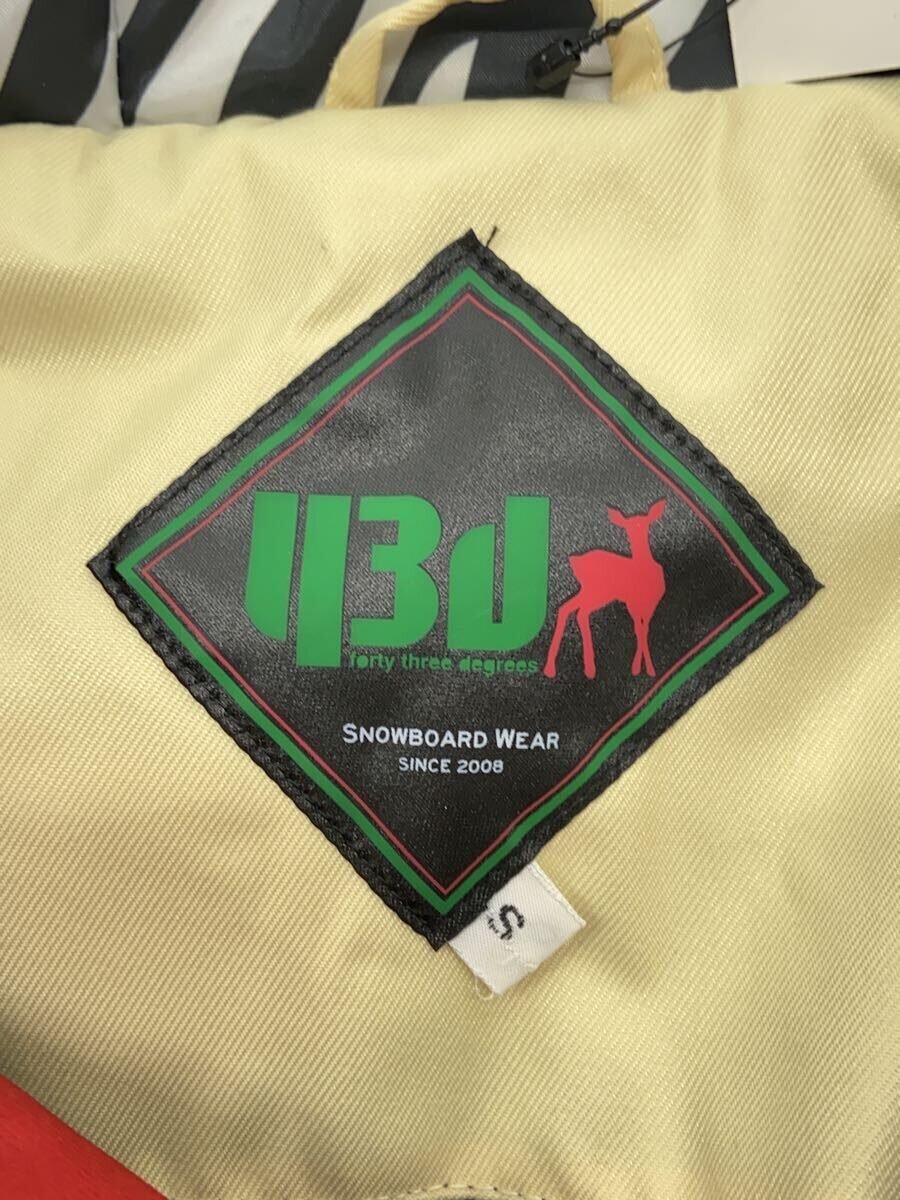 43d
forty three degrees
SNOWBOARD WEAR
SINCE 2008
S